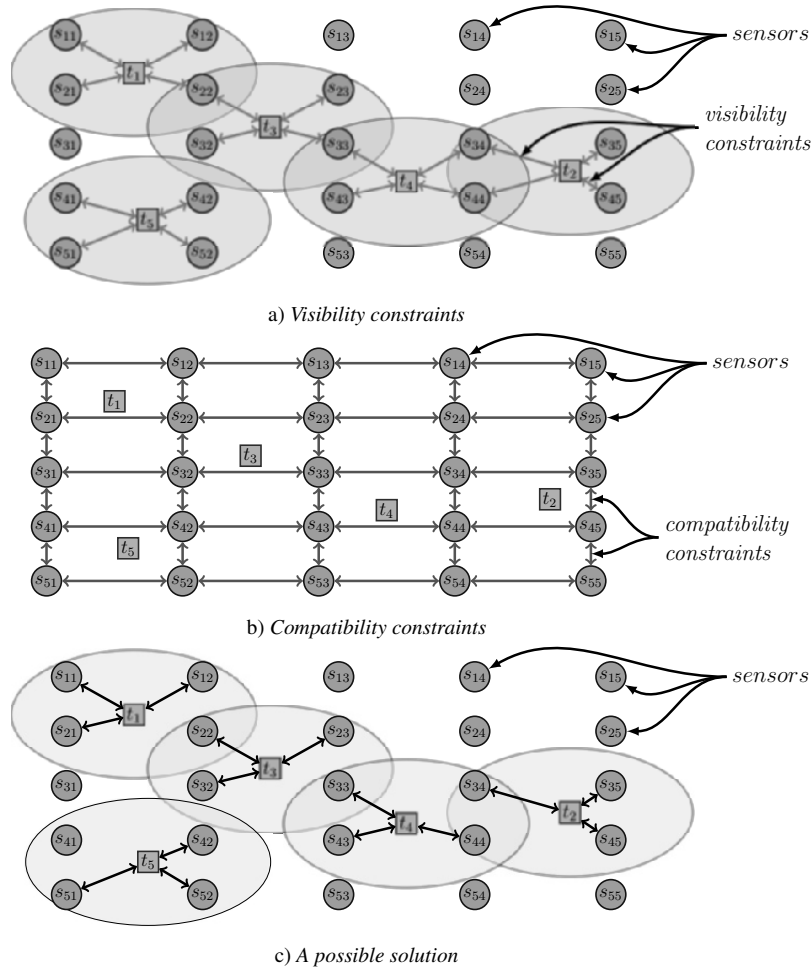 s11 s12 s13 s14 s15 sensors
t1
s21 s22 s23 s24 s25
visibility
constraints
t3
s31 s32 s33 s34 s35
t2
t4
s41 s42 s43 s44 s45
t5
s51 s52 s53 s54 s55
a) Visibility constraints
s11 s12 s13 s14 s15 sensors
t1
s21 s22 s23 s24 s25
t3
s31 s32 s33 s34 s35
t2
t4
s41 s42 s43 s44 s45 compatibility
constraints
t5
s51 s52 s53 s54 s55
b) Compatibility constraints
s11 s12 s13 s14 s15 sensors
t1
s21 s22 s23 s24 s25
t3
s31 s32 s33 s34 s35
t2
t4
s41 s42 s43 s44 s45
t5
s51 s52 s53 s54 s55
c) A possible solution